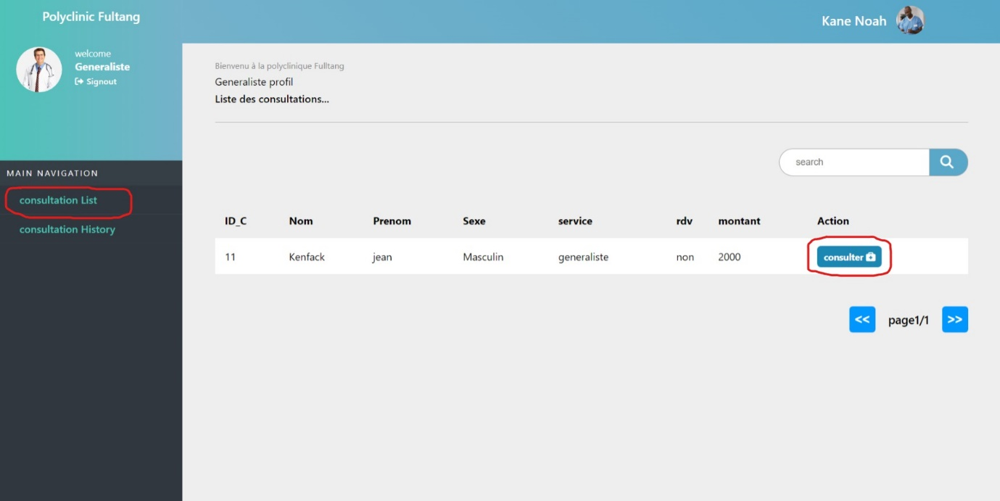 Polyclinic Fultang
Kane Noah
welcome
Generaliste
Signout
Bienvenu à la polyclinique Fulltang
Generaliste profil
Liste des consultations...
search
MAIN NAVIGATION
consultation List
consultation History
ID_C Nom Prenom Sexe service rdv montant Action
11 Kenfack jean Masculin generaliste non 2000 consulter
<< page1/1 >>